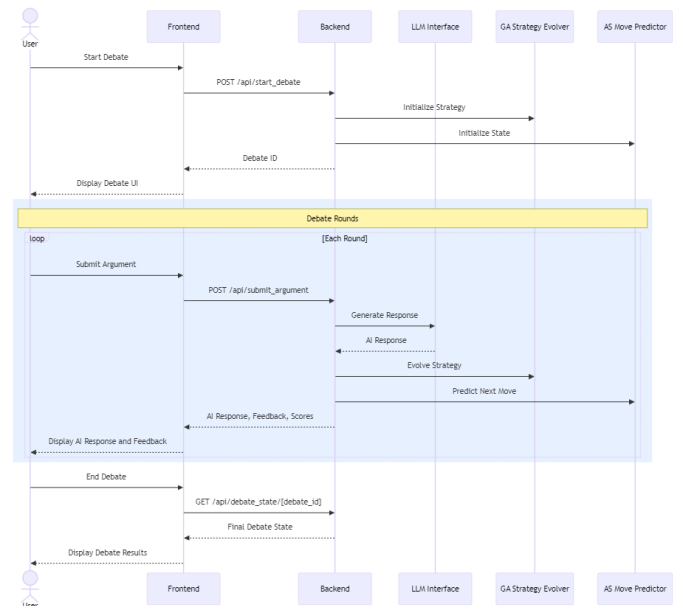 User
Frontend
Backend
LLM Interface
GA Strategy Evolver
AS Move Predictor
Start Debate
POST /api/start_debate
Initialize Strategy
Initialize State
Debate ID
Display Debate UI
Debate Rounds
loop
[Each Round]
Submit Argument
POST /api/submit_argument
Generate Response
AI Response
Evolve Strategy
Predict Next Move
AI Response, Feedback, Scores
Display AI Response and Feedback
End Debate
GET /api/debate_state/[debate_id]
Final Debate State
Display Debate Results
User
Frontend
Backend
LLM Interface
GA Strategy Evolver
AS Move Predictor